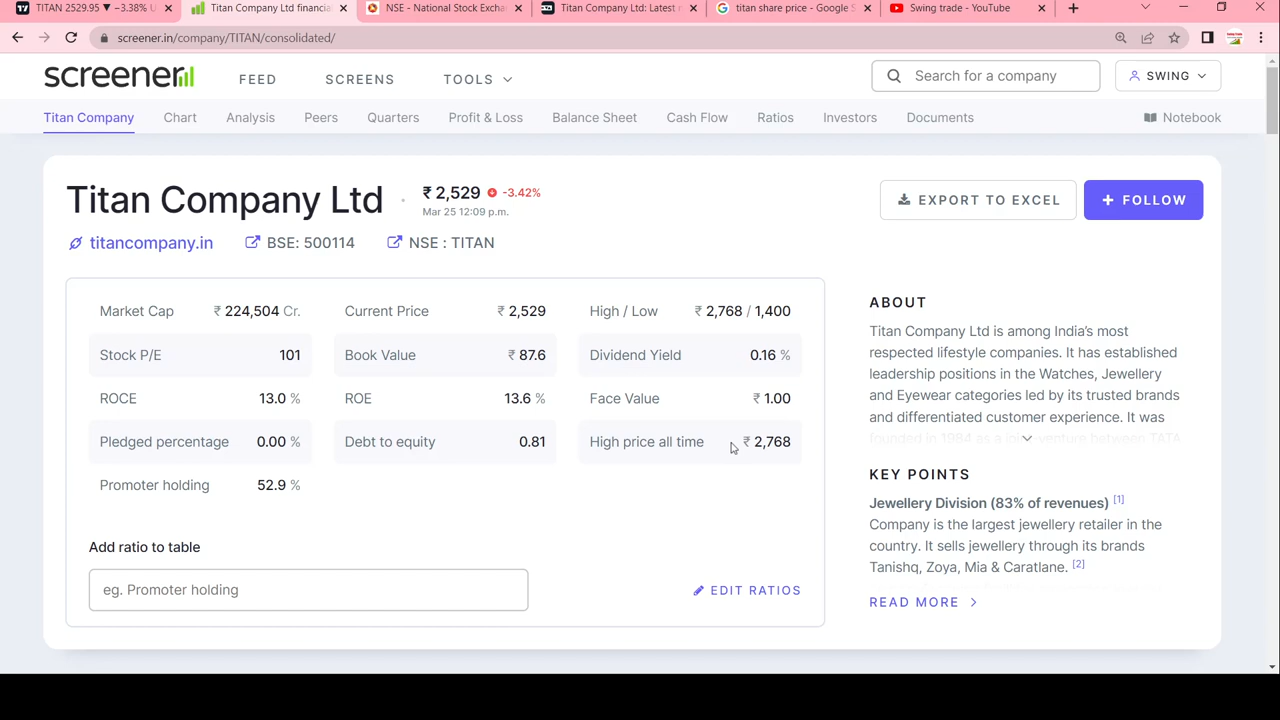 TITAN 2529.95 ▼ −3.38% U
Titan Company Ltd financia
NSE - National Stock Exchan
Titan Company Ltd: Latest n
titan share price - Google S
Swing trade - YouTube
screener.in/company/TITAN/consolidated/
screener
FEED
SCREENS
TOOLS
Search for a company
SWING
Titan Company
Chart
Analysis
Peers
Quarters
Profit & Loss
Balance Sheet
Cash Flow
Ratios
Investors
Documents
Notebook
Titan Company Ltd
₹ 2,529 -3.42%
Mar 25 12:09 p.m.
EXPORT TO EXCEL
+ FOLLOW
titancompany.in
BSE: 500114
NSE : TITAN
Market Cap ₹ 224,504 Cr.
Current Price ₹ 2,529
High / Low ₹ 2,768 / 1,400
Stock P/E 101
Book Value ₹ 87.6
Dividend Yield 0.16 %
ROCE 13.0 %
ROE 13.6 %
Face Value ₹ 1.00
Pledged percentage 0.00 %
Debt to equity 0.81
High price all time ₹ 2,768
Promoter holding 52.9 %
Add ratio to table
eg. Promoter holding
EDIT RATIOS
ABOUT
Titan Company Ltd is among India's most
respected lifestyle companies. It has established
leadership positions in the Watches, Jewellery
and Eyewear categories led by its trusted brands
and differentiated customer experience. It was
founded in 1984 as a joint venture between TATA
KEY POINTS
Jewellery Division (83% of revenues) [1]
Company is the largest jewellery retailer in the
country. It sells jewellery through its brands
Tanishq, Zoya, Mia & Caratlane. [2]
READ MORE